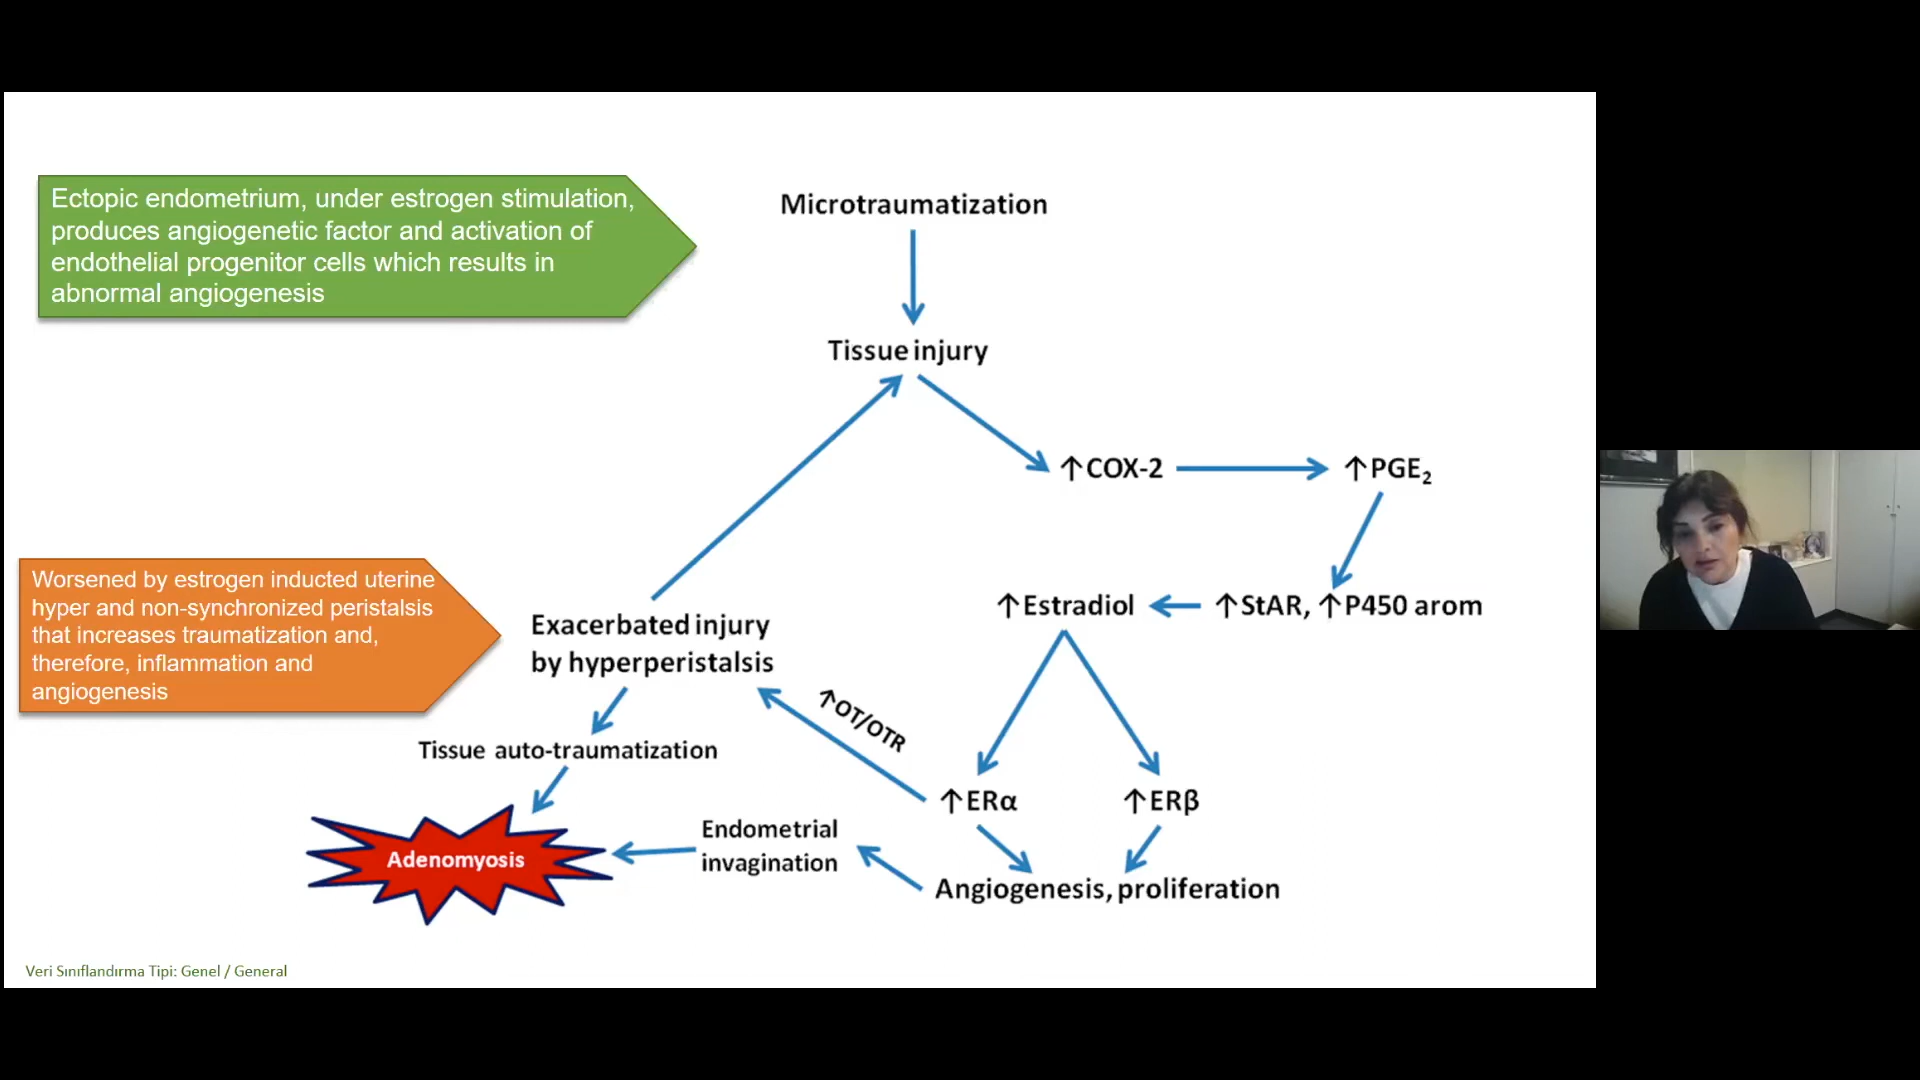 Ectopic endometrium, under estrogen stimulation,
produces angiogenetic factor and activation of
endothelial progenitor cells which results in
abnormal angiogenesis
Microtraumatization
Tissue injury
↑COX-2
↑PGE₂
Worsened by estrogen inducted uterine
hyper and non-synchronized peristalsis
that increases traumatization and,
therefore, inflammation and
angiogenesis
Exacerbated injury
by hyperperistalsis
↑Estradiol
↑StAR, ↑P450 arom
↑OT/OTR
Tissue auto-traumatization
↑ERα
↑ERβ
Adenomyosis
Endometrial
invagination
Angiogenesis, proliferation
Veri Sınıflandırma Tipi: Genel / General